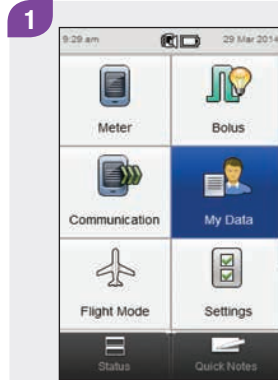 1
9:29 am 29 Mar 2014
Meter Bolus
Communication My Data
Flight Mode Settings
Status Quick Notes